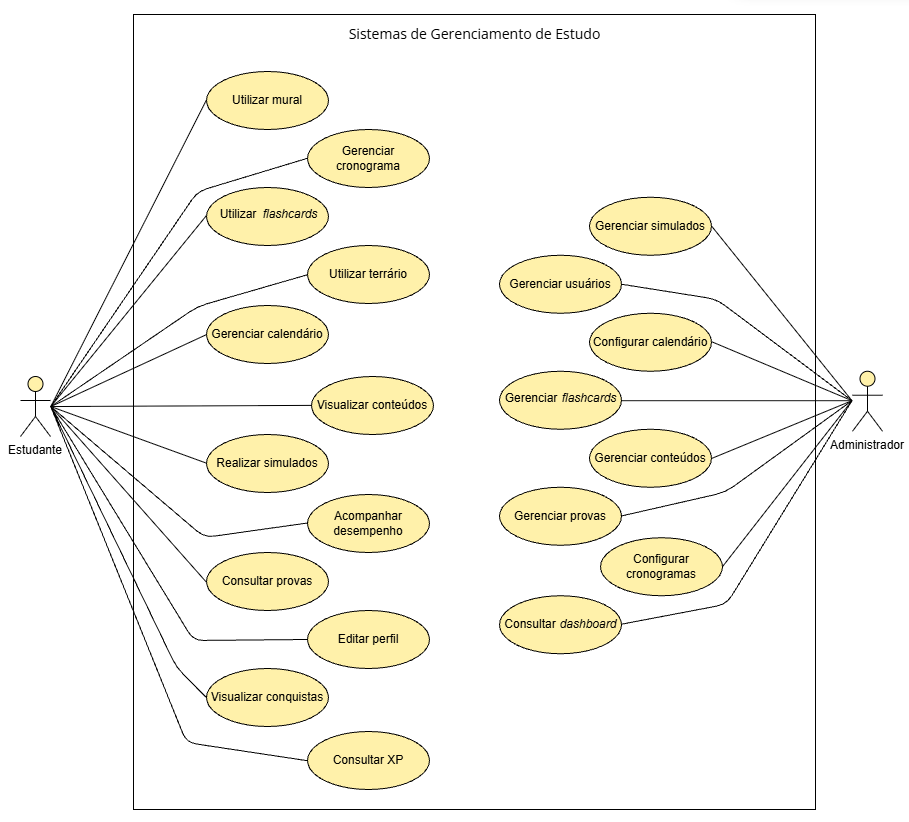 Sistemas de Gerenciamento de Estudo
Utilizar mural
Gerenciar
cronograma
Utilizar flashcards
Utilizar terrário
Gerenciar calendário
Visualizar conteúdos
Realizar simulados
Acompanhar
desempenho
Consultar provas
Editar perfil
Visualizar conquistas
Consultar XP
Estudante
Gerenciar simulados
Gerenciar usuários
Configurar calendário
Gerenciar flashcards
Gerenciar conteúdos
Gerenciar provas
Configurar
cronogramas
Consultar dashboard
Administrador